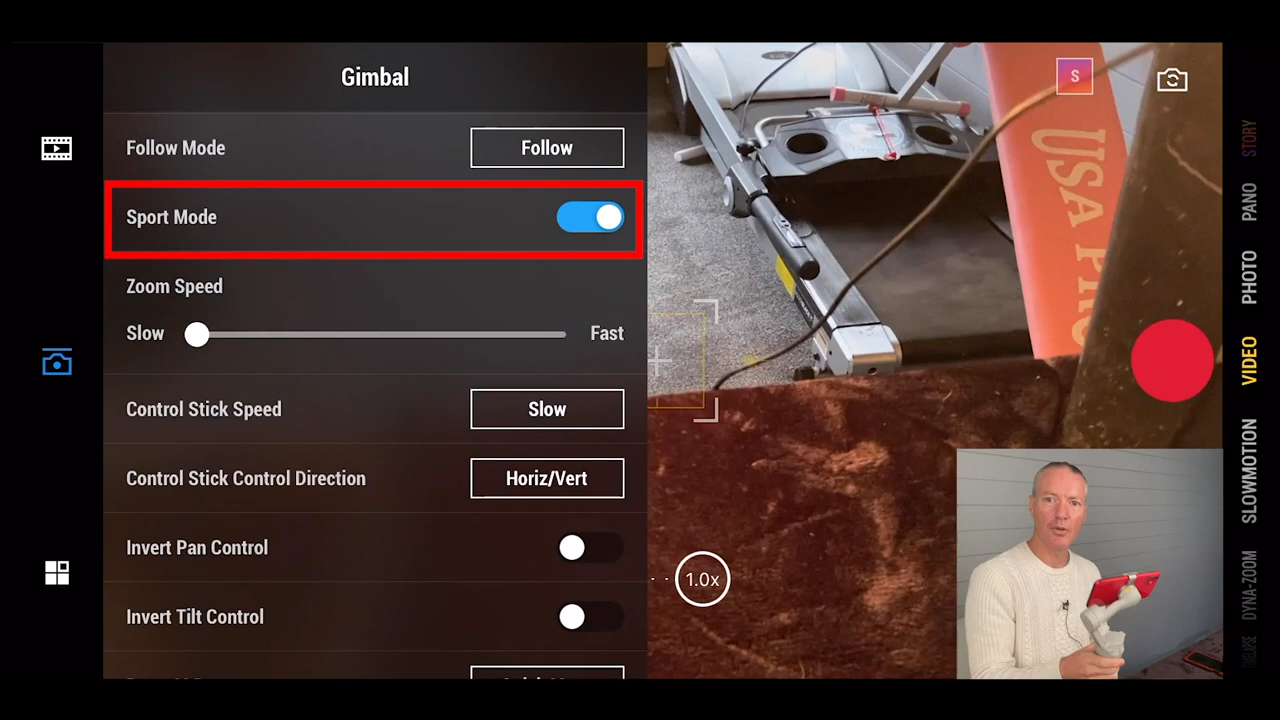 Gimbal
Follow Mode
Follow
Sport Mode
Zoom Speed
Slow
Fast
Control Stick Speed
Slow
Control Stick Control Direction
Horiz/Vert
Invert Pan Control
Invert Tilt Control
S
USA PRO
1.0x
STORY
PANO
PHOTO
VIDEO
SLOWMOTION
DYNA-ZOOM